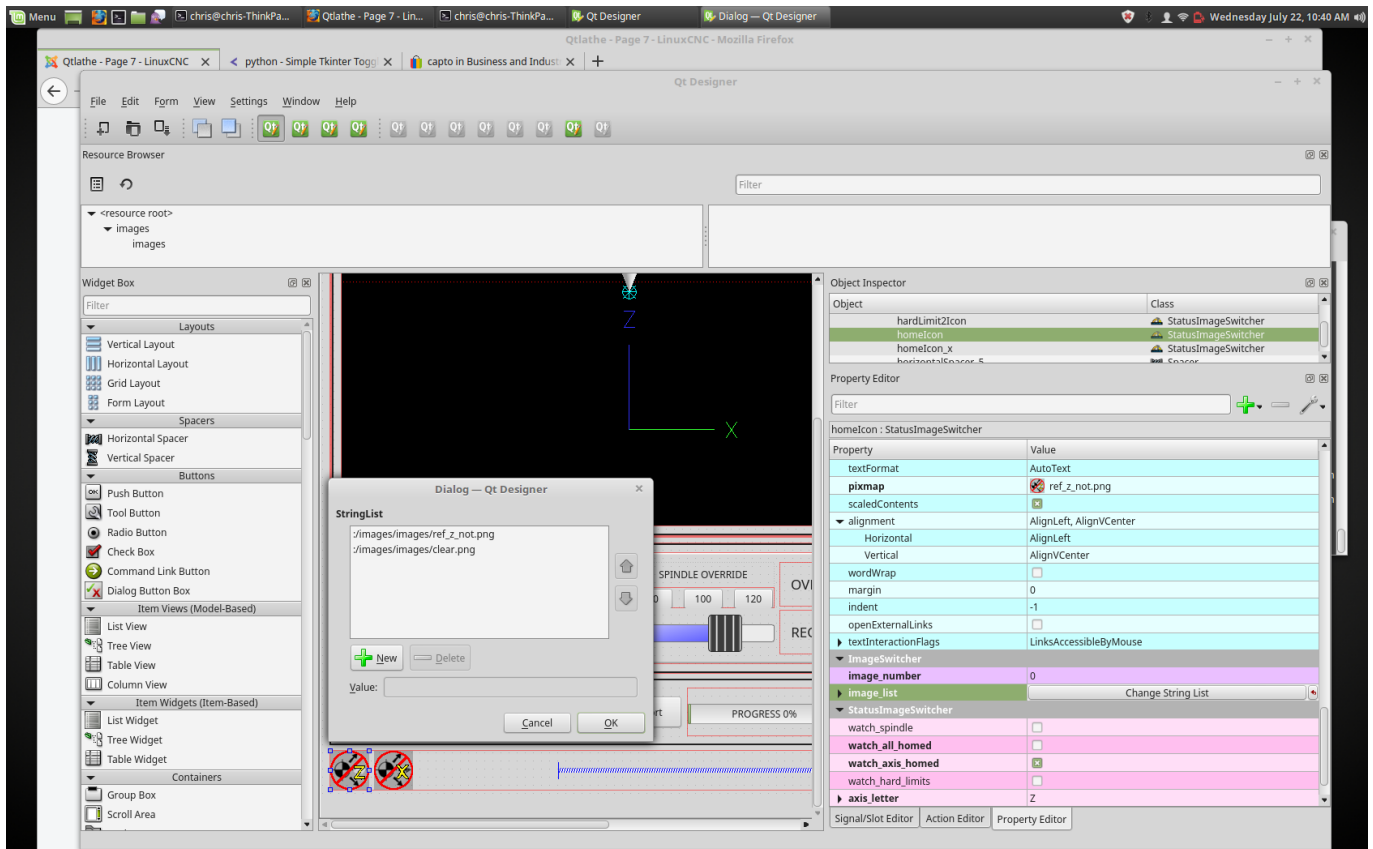 Menu
chris@chris-ThinkPa...
Qtlathe - Page 7 - Lin...
chris@chris-ThinkPa...
Qt Designer
Dialog — Qt Designer
Wednesday July 22, 10:40 AM
Qtlathe - Page 7 - LinuxCNC - Mozilla Firefox
Qtlathe - Page 7 - LinuxCNC
python - Simple Tkinter Toggl
capto in Business and Indust
Qt Designer
File Edit Form View Settings Window Help
Resource Browser
Filter
<resource root>
images
images
Widget Box
Filter
Layouts
Vertical Layout
Horizontal Layout
Grid Layout
Form Layout
Spacers
Horizontal Spacer
Vertical Spacer
Buttons
Push Button
Tool Button
Radio Button
Check Box
Command Link Button
Dialog Button Box
Item Views (Model-Based)
List View
Tree View
Table View
Column View
Item Widgets (Item-Based)
List Widget
Tree Widget
Table Widget
Containers
Group Box
Scroll Area
Z
X
Dialog — Qt Designer
StringList
:/images/images/ref_z_not.png
:/images/images/clear.png
New
Delete
Value:
Cancel
OK
SPINDLE OVERRIDE
0 100 120
OVE
REC
rt
PROGRESS 0%
Z
X
Object Inspector
Object Class
hardLimit2Icon StatusImageSwitcher
homeIcon StatusImageSwitcher
homeIcon_x StatusImageSwitcher
horizontalSpacer_5 Spacer
Property Editor
Filter
homeIcon : StatusImageSwitcher
Property Value
textFormat AutoText
pixmap ref_z_not.png
scaledContents
alignment AlignLeft, AlignVCenter
Horizontal AlignLeft
Vertical AlignVCenter
wordWrap
margin 0
indent -1
openExternalLinks
textInteractionFlags LinksAccessibleByMouse
ImageSwitcher
image_number 0
image_list Change String List
StatusImageSwitcher
watch_spindle
watch_all_homed
watch_axis_homed
watch_hard_limits
axis_letter Z
Signal/Slot Editor Action Editor Property Editor